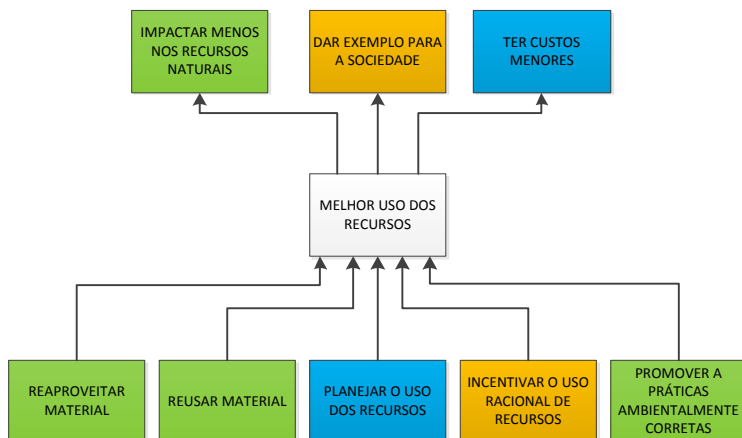 IMPACTAR MENOS
NOS RECURSOS
NATURAIS
DAR EXEMPLO PARA
A SOCIEDADE
TER CUSTOS
MENORES
MELHOR USO DOS
RECURSOS
REAPROVEITAR
MATERIAL
REUSAR MATERIAL
PLANEJAR O USO
DOS RECURSOS
INCENTIVAR O USO
RACIONAL DE
RECURSOS
PROMOVER A
PRÁTICAS
AMBIENTALMENTE
CORRETAS